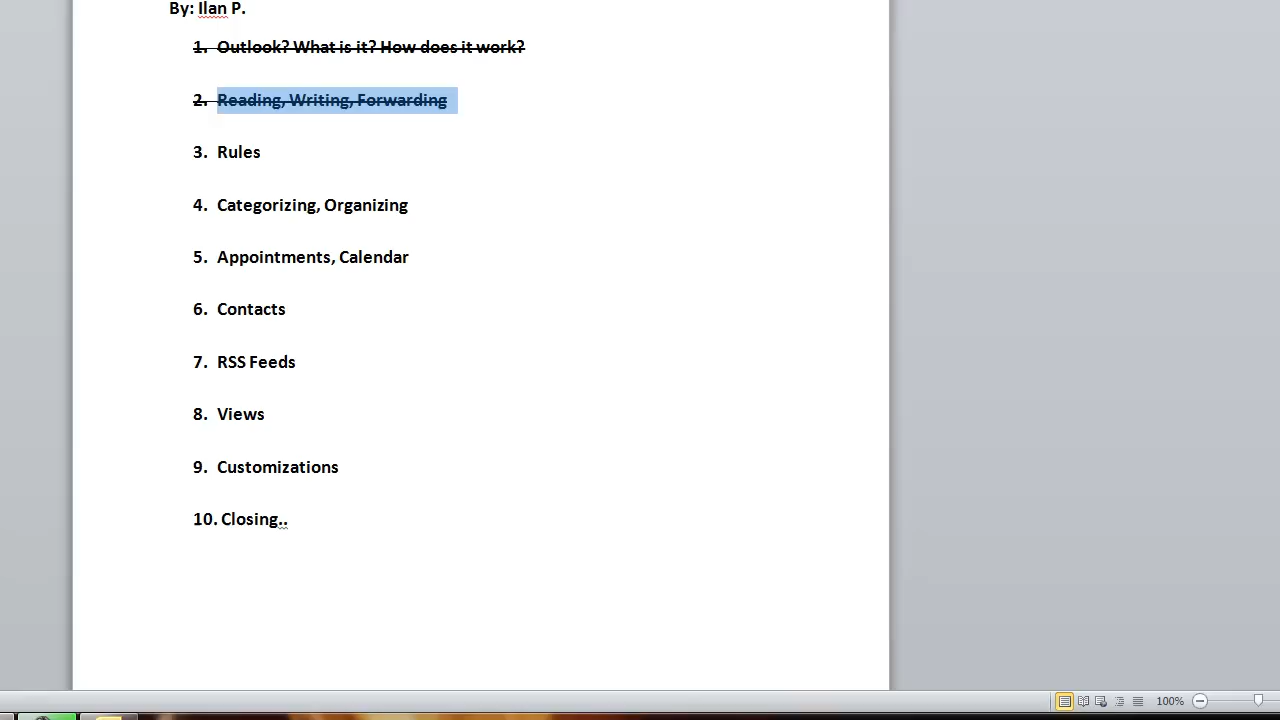 By: Ilan P.
1. Outlook? What is it? How does it work?
2. Reading, Writing, Forwarding
3. Rules
4. Categorizing, Organizing
5. Appointments, Calendar
6. Contacts
7. RSS Feeds
8. Views
9. Customizations
10. Closing..
100%